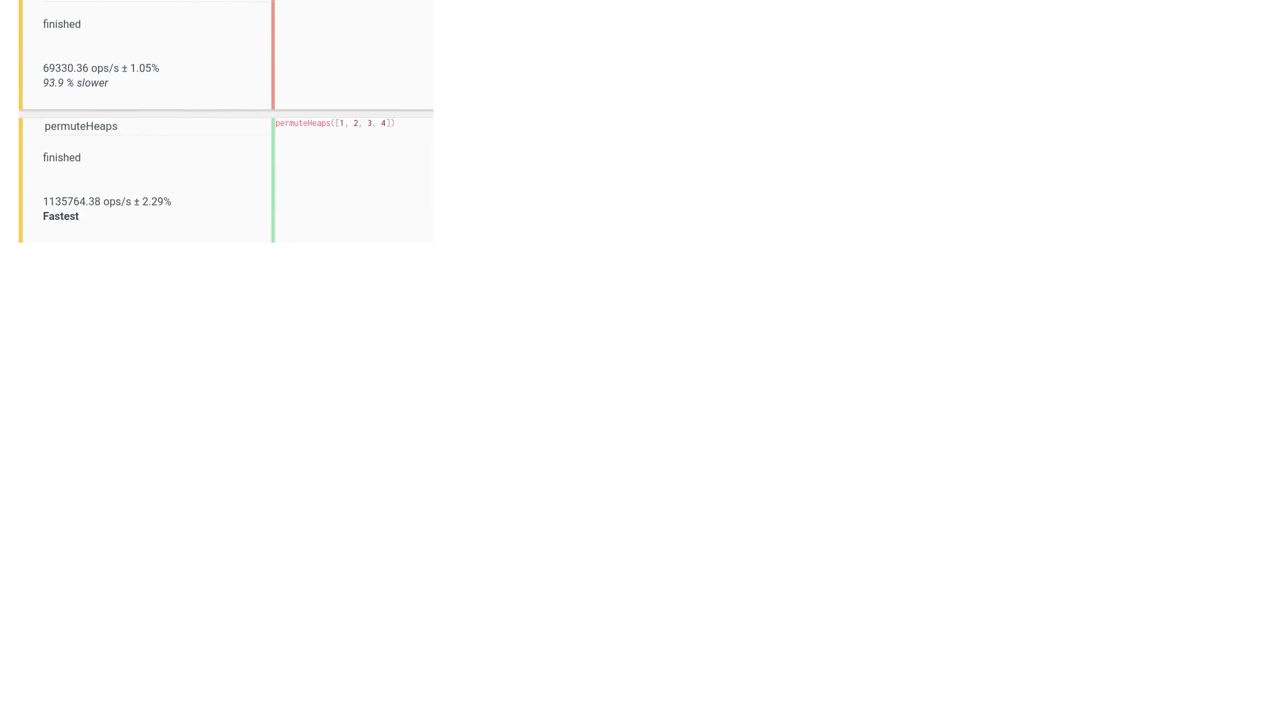 finished
69330.36 ops/s ± 1.05%
93.9 % slower
permuteHeaps
permuteHeaps([1, 2, 3, 4])
finished
1135764.38 ops/s ± 2.29%
Fastest